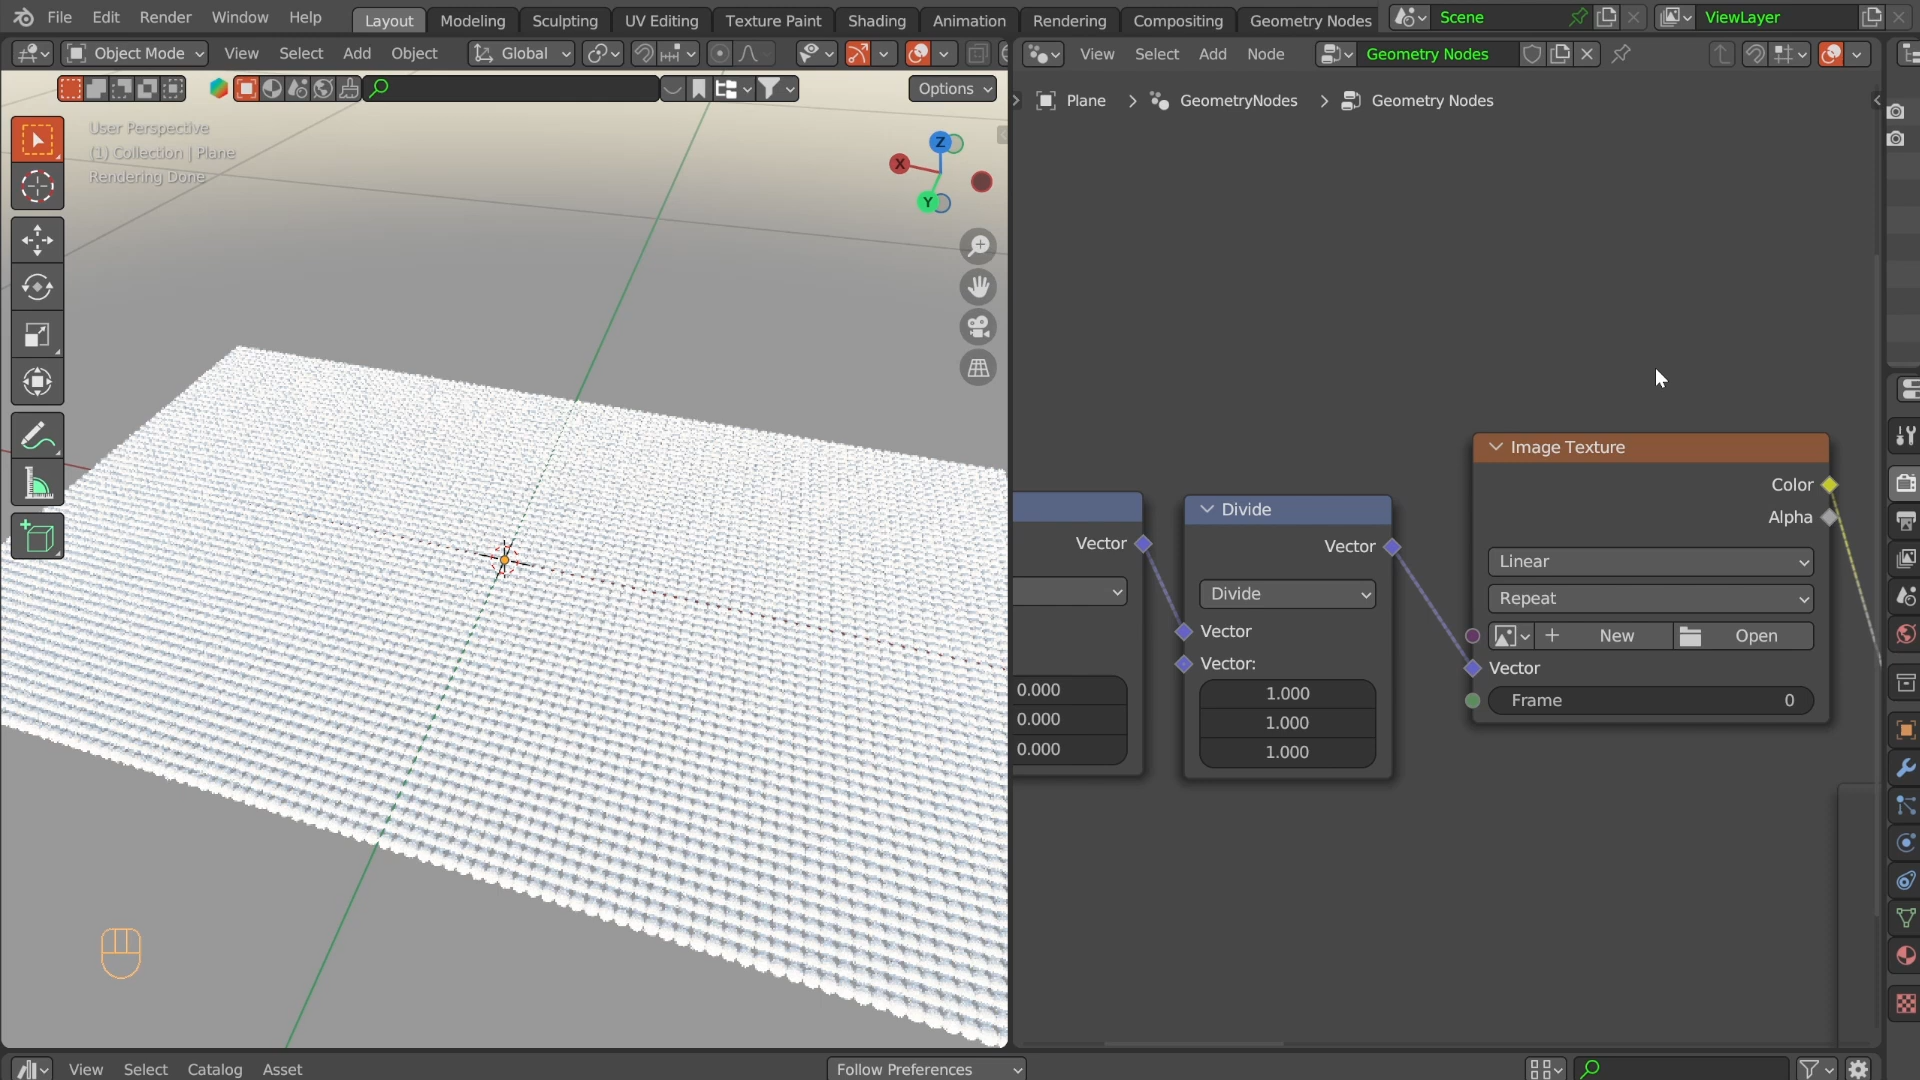 File Edit Render Window Help Layout Modeling Sculpting UV Editing Texture Paint Shading Animation Rendering Compositing Geometry Nodes Scene ViewLayer
Object Mode View Select Add Object Global View Select Add Node Geometry Nodes
Options
Plane GeometryNodes Geometry Nodes
User Perspective
(1) Collection | Plane
Rendering Done
Z
X
Y
Image Texture
Color
Alpha
Linear
Repeat
New Open
Vector
Frame 0
Divide
Vector
Divide
Vector
Vector:
1.000
1.000
1.000
Vector
0.000
0.000
0.000
View Select Catalog Asset Follow Preferences